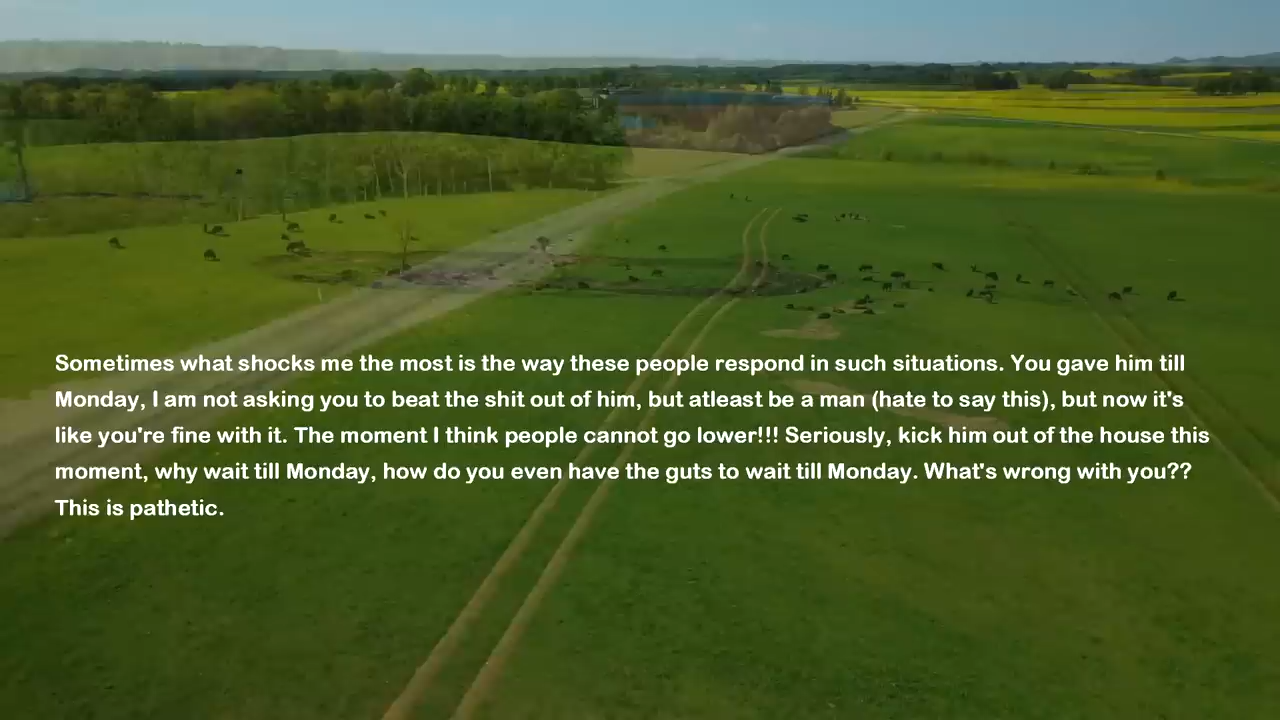 Sometimes what shocks me the most is the way these people respond in such situations. You gave him till
Monday, I am not asking you to beat the shit out of him, but atleast be a man (hate to say this), but now it's
like you're fine with it. The moment I think people cannot go lower!!! Seriously, kick him out of the house this
moment, why wait till Monday, how do you even have the guts to wait till Monday. What's wrong with you??
This is pathetic.